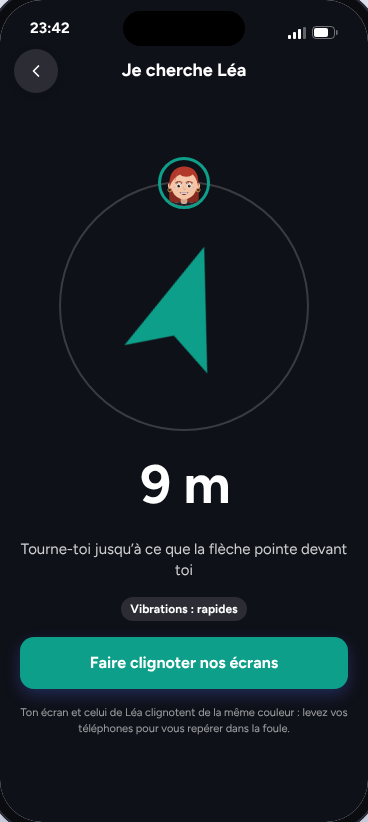 23:42
Je cherche Léa
9 m
Tourne-toi jusqu’à ce que la flèche pointe devant
toi
Vibrations : rapides
Faire clignoter nos écrans
Ton écran et celui de Léa clignotent de la même couleur : levez vos
téléphones pour vous repérer dans la foule.